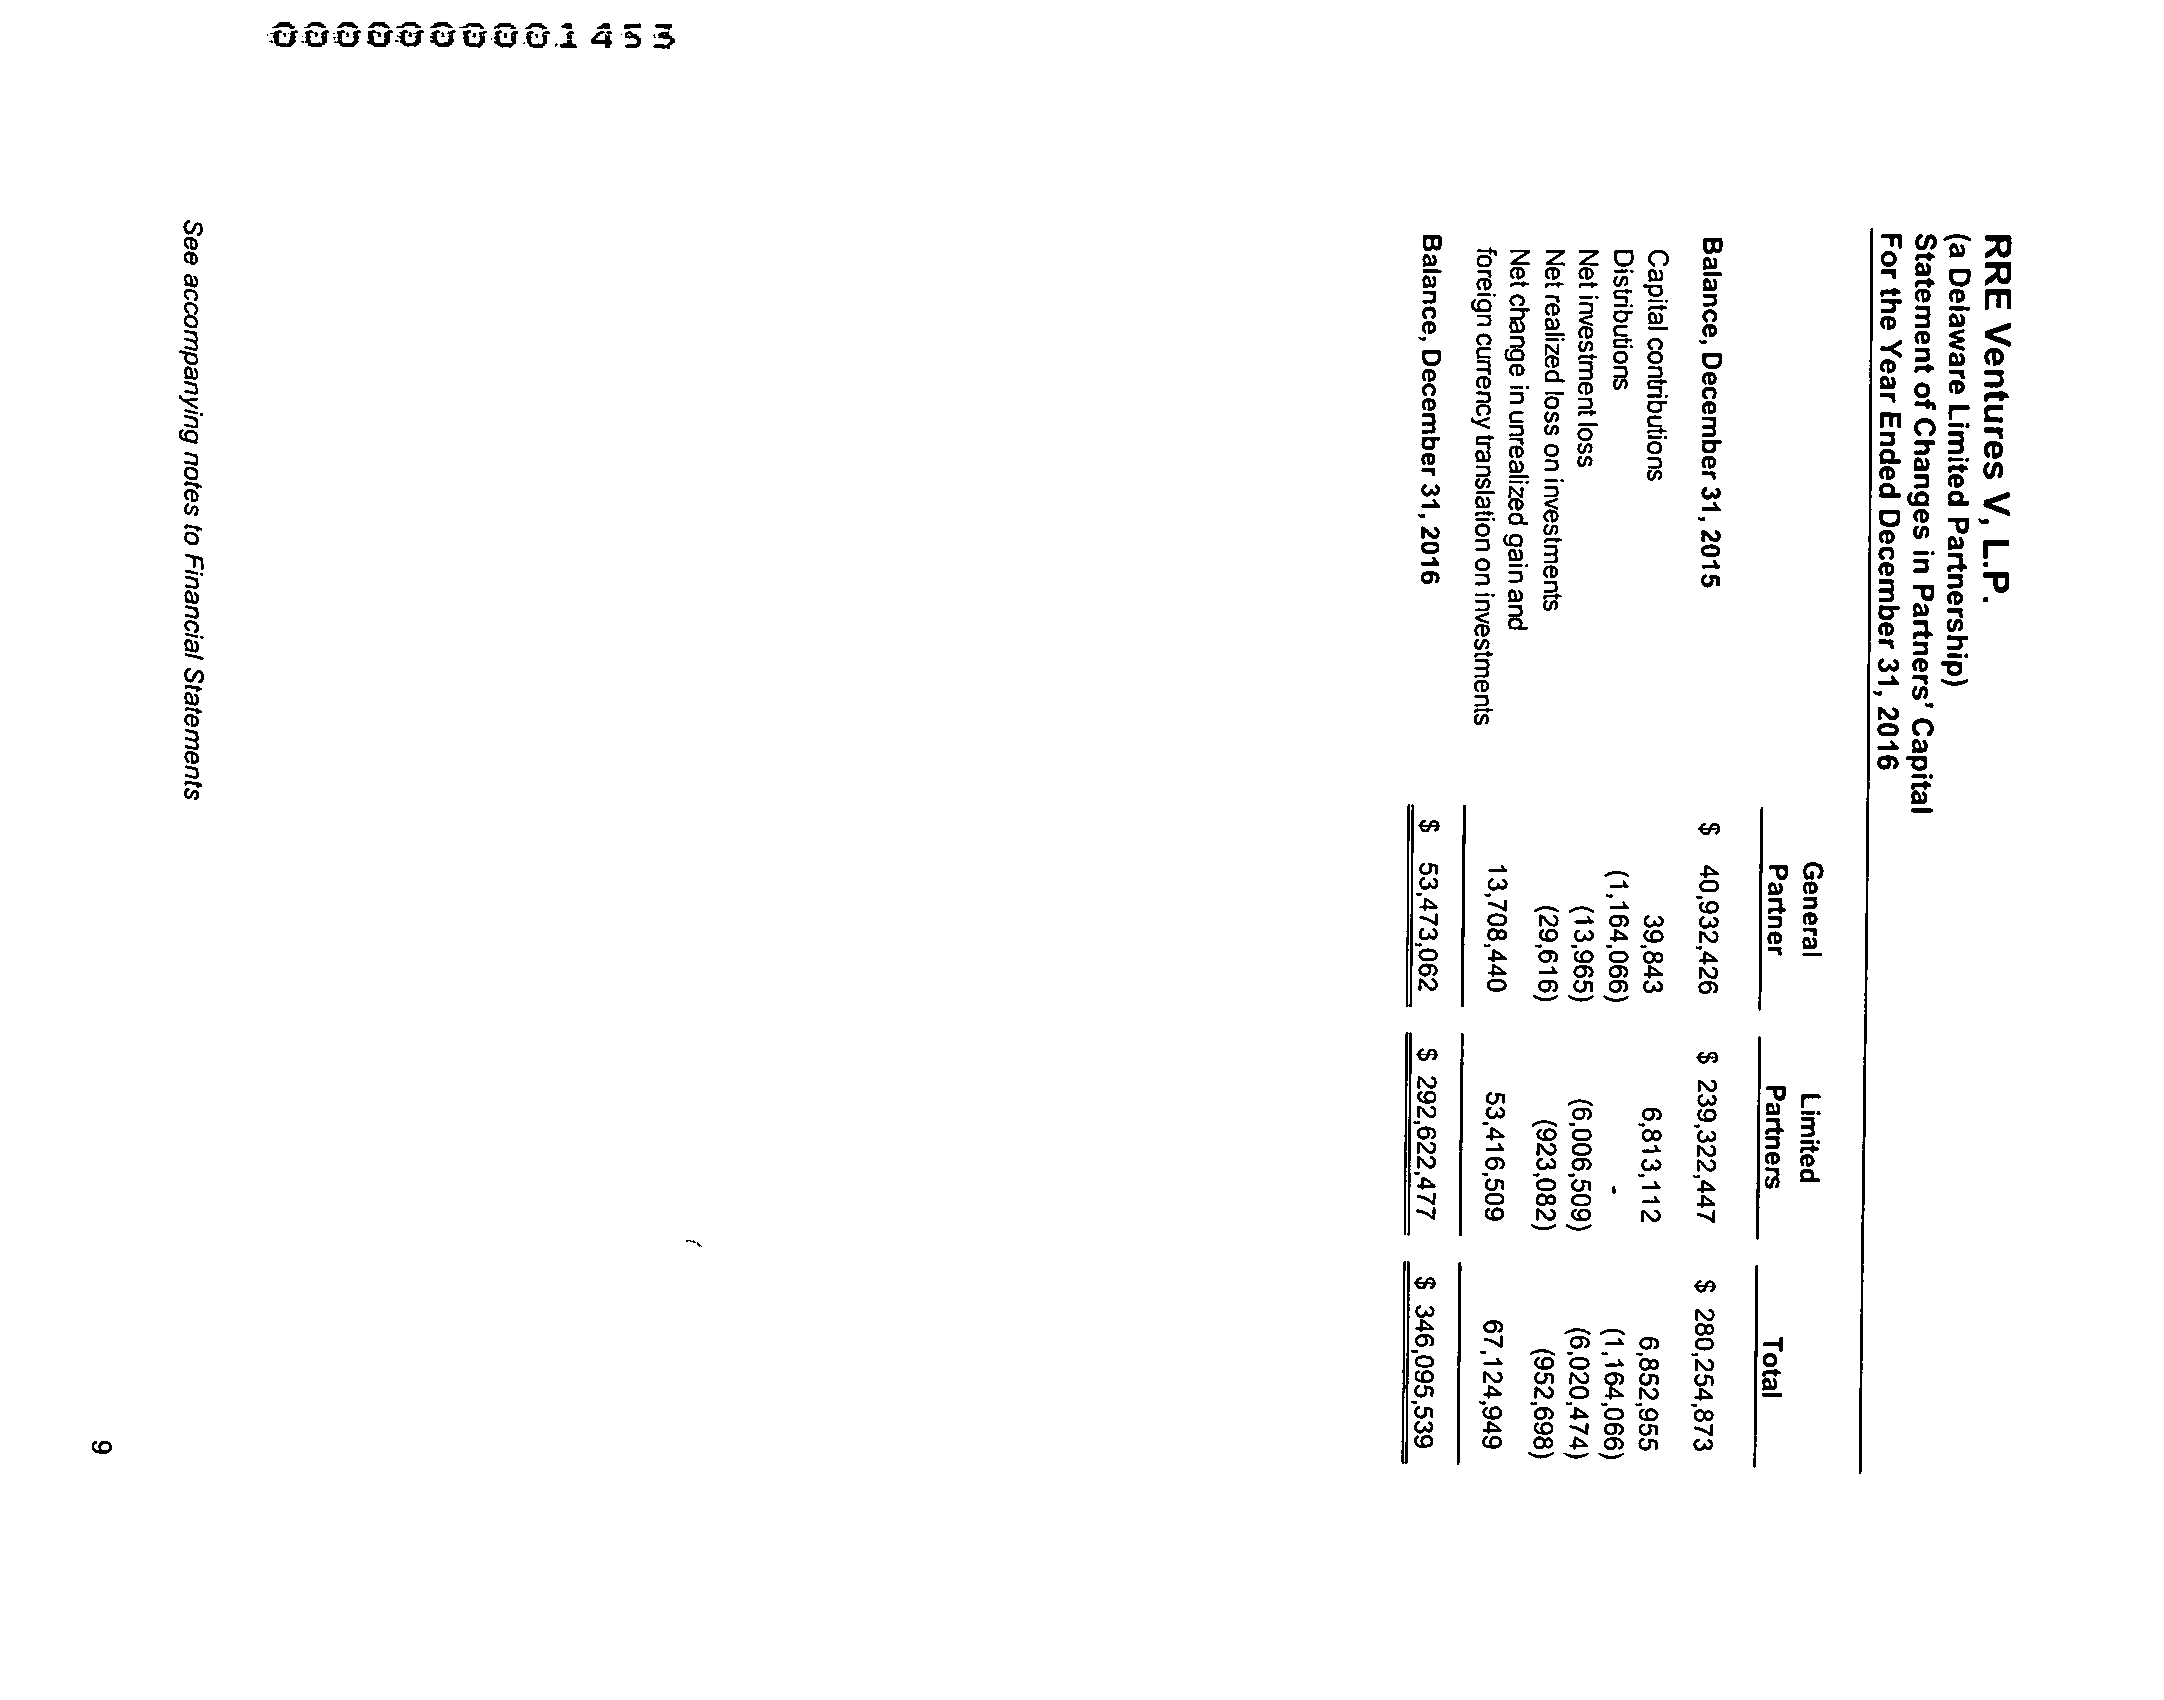 RRE Ventures V, L.P.
(a Delaware Limited Partnership)
Statement of Changes in Partners' Capital
For the Year Ended December 31, 2016
General Partner Limited Partners Total
Balance, December 31, 2015 $ 40,932,426 $ 239,322,447 $ 280,254,873
Capital contributions 39,843 6,813,112 6,852,955
Distributions (1,164,066) - (1,164,066)
Net investment loss (13,965) (6,006,509) (6,020,474)
Net realized loss on investments (29,616) (923,082) (952,698)
Net change in unrealized gain and
foreign currency translation on investments 13,708,440 53,416,509 67,124,949
Balance, December 31, 2016 $ 53,473,062 $ 292,622,477 $ 346,095,539
See accompanying notes to Financial Statements
9
0000000001455